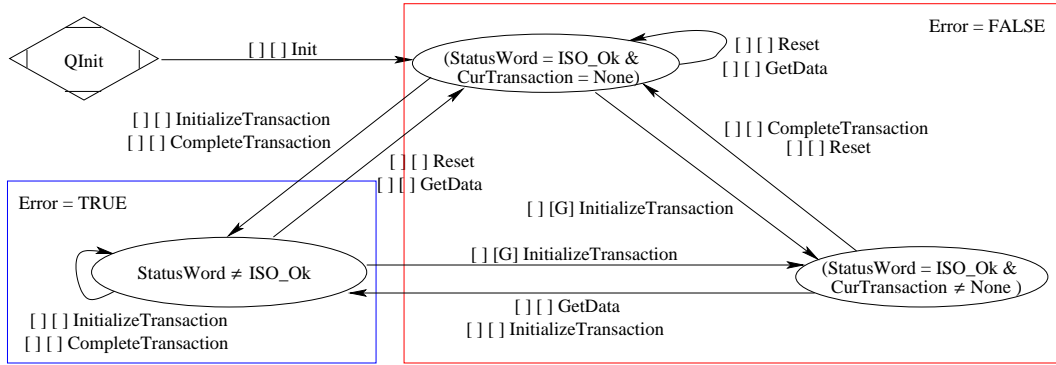 Error = FALSE
QInit
[ ] [ ] Init
(StatusWord = ISO_Ok &
CurTransaction = None)
[ ] [ ] Reset
[ ] [ ] GetData
[ ] [ ] InitializeTransaction
[ ] [ ] CompleteTransaction
[ ] [ ] CompleteTransaction
[ ] [ ] Reset
[ ] [ ] Reset
[ ] [ ] GetData
Error = TRUE
[ ] [G] InitializeTransaction
StatusWord ≠ ISO_Ok
[ ] [G] InitializeTransaction
(StatusWord = ISO_Ok &
CurTransaction ≠ None )
[ ] [ ] GetData
[ ] [ ] InitializeTransaction
[ ] [ ] InitializeTransaction
[ ] [ ] CompleteTransaction